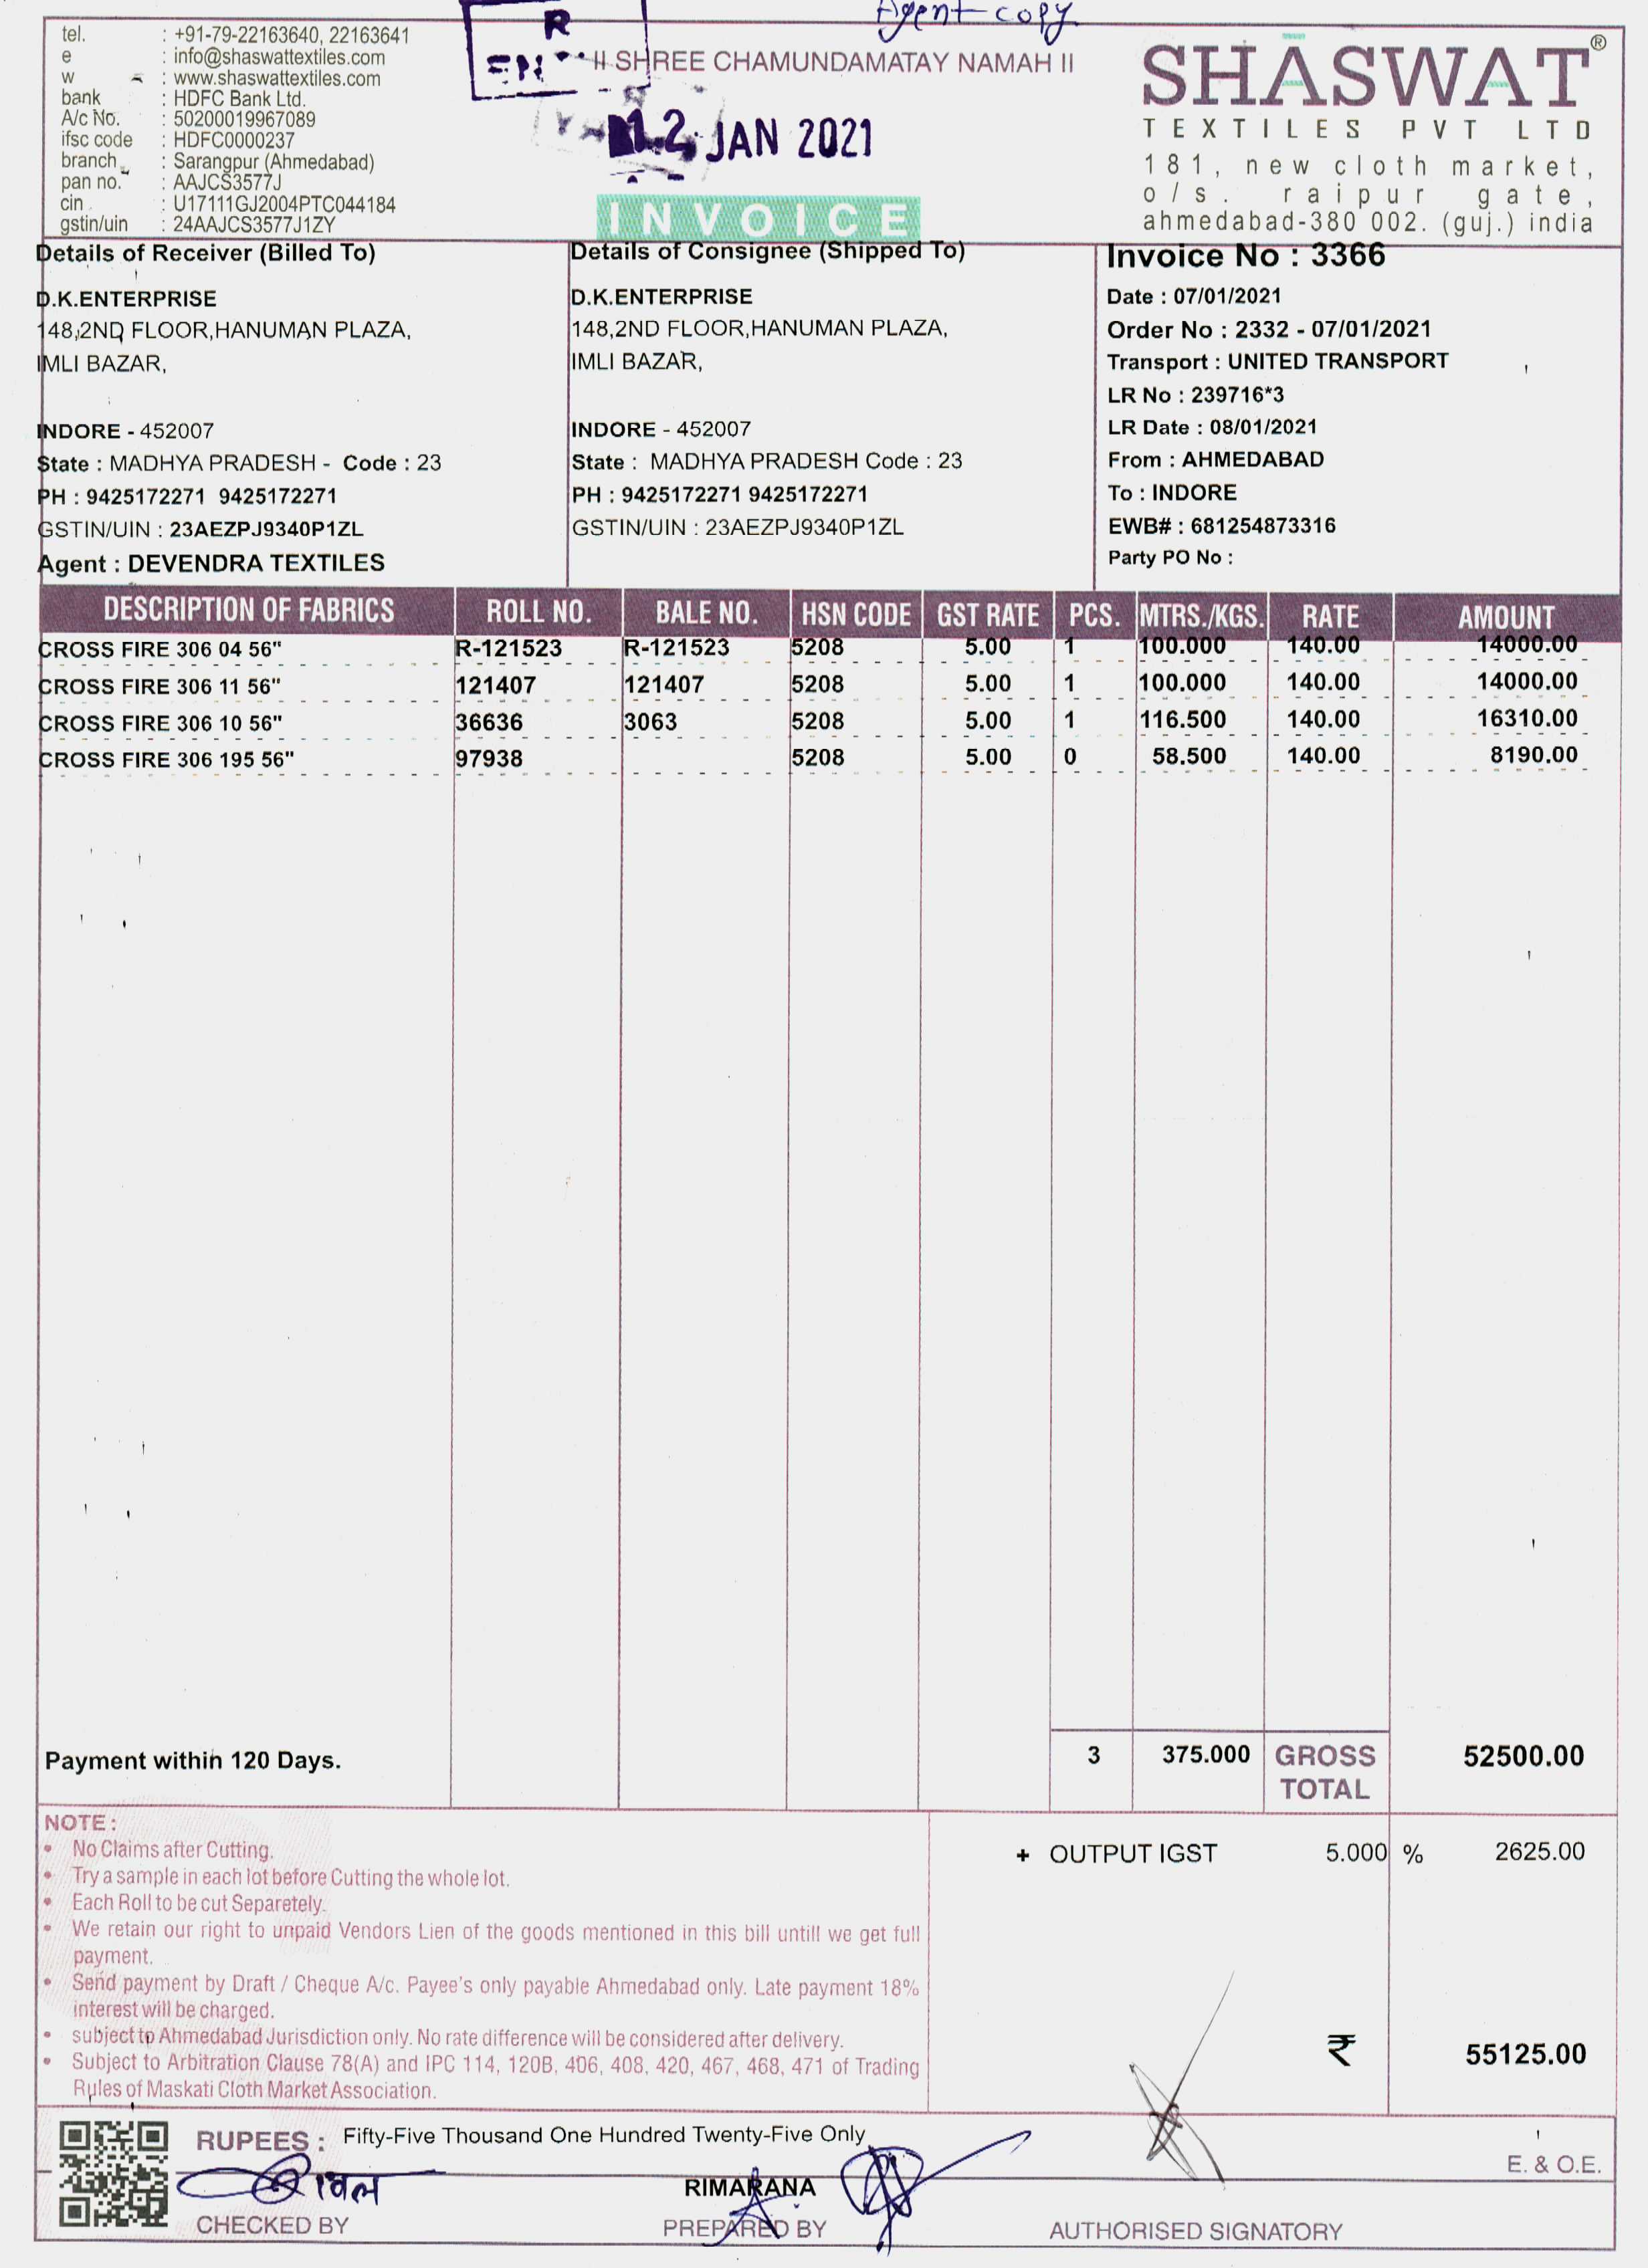 Agent copy
R
tel. : +91-79-22163640, 22163641
e : info@shaswattextiles.com
w : www.shaswattextiles.com
bank : HDFC Bank Ltd.
A/c No. : 50200019967089
ifsc code : HDFC0000237
branch : Sarangpur (Ahmedabad)
pan no. : AAJCS3577J
cin : U17111GJ2004PTC044184
gstin/uin : 24AAJCS3577J1ZY
II SHREE CHAMUNDAMATAY NAMAH II
12 JAN 2021
INVOICE
SHASWAT®
TEXTILES PVT LTD
181, new cloth market,
o/s. raipur gate,
ahmedabad-380 002. (guj.) india
Details of Receiver (Billed To)
D.K.ENTERPRISE
148,2ND FLOOR,HANUMAN PLAZA,
IMLI BAZAR,
INDORE - 452007
State : MADHYA PRADESH - Code : 23
PH : 9425172271 9425172271
GSTIN/UIN : 23AEZPJ9340P1ZL
Agent : DEVENDRA TEXTILES
Details of Consignee (Shipped To)
D.K.ENTERPRISE
148,2ND FLOOR,HANUMAN PLAZA,
IMLI BAZAR,
INDORE - 452007
State : MADHYA PRADESH Code : 23
PH : 9425172271 9425172271
GSTIN/UIN : 23AEZPJ9340P1ZL
Invoice No : 3366
Date : 07/01/2021
Order No : 2332 - 07/01/2021
Transport : UNITED TRANSPORT
LR No : 239716*3
LR Date : 08/01/2021
From : AHMEDABAD
To : INDORE
EWB# : 681254873316
Party PO No :
DESCRIPTION OF FABRICS ROLL NO. BALE NO. HSN CODE GST RATE PCS. MTRS./KGS. RATE AMOUNT
CROSS FIRE 306 04 56" R-121523 R-121523 5208 5.00 1 100.000 140.00 14000.00
CROSS FIRE 306 11 56" 121407 121407 5208 5.00 1 100.000 140.00 14000.00
CROSS FIRE 306 10 56" 36636 3063 5208 5.00 1 116.500 140.00 16310.00
CROSS FIRE 306 195 56" 97938 5208 5.00 0 58.500 140.00 8190.00
Payment within 120 Days. 3 375.000 GROSS TOTAL 52500.00
NOTE :
• No Claims after Cutting.
• Try a sample in each lot before Cutting the whole lot.
• Each Roll to be cut Separetely.
• We retain our right to unpaid Vendors Lien of the goods mentioned in this bill untill we get full
payment.
• Send payment by Draft / Cheque A/c. Payee's only payable Ahmedabad only. Late payment 18%
interest will be charged.
• subject to Ahmedabad Jurisdiction only. No rate difference will be considered after delivery.
• Subject to Arbitration Clause 78(A) and IPC 114, 120B, 406, 408, 420, 467, 468, 471 of Trading
Rules of Maskati Cloth Market Association.
+ OUTPUT IGST 5.000 % 2625.00
₹ 55125.00
RUPEES : Fifty-Five Thousand One Hundred Twenty-Five Only
E. & O.E.
RIMARANA
CHECKED BY
PREPARED BY
AUTHORISED SIGNATORY